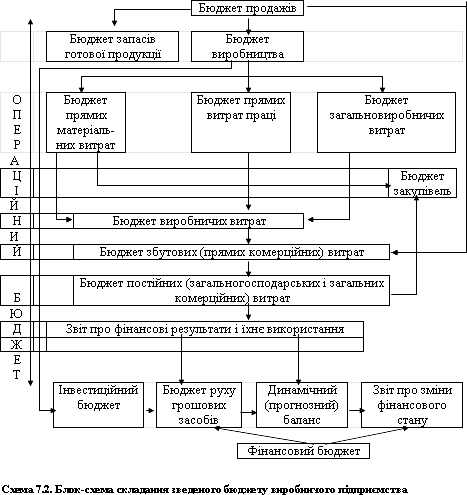 Бюджет продажів
Бюджет запасів
готової продукції
Бюджет
виробництва
Бюджет
прямих
матеріаль-
них витрат
Бюджет прямих
витрат праці
Бюджет
загальновиробничих
витрат
О
П
Е
Р
А
Ц
І
Й
Н
И
Й
Б
Ю
Д
Ж
Е
Т
Бюджет
закупівель
Бюджет виробничих витрат
Бюджет збутових (прямих комерційних) витрат
Бюджет постійних (загальногосподарських і загальних
комерційних) витрат
Звіт про фінансові результати і їхнє використання
Інвестиційний
бюджет
Бюджет руху
грошових
засобів
Динамічний
(прогнозний)
баланс
Звіт про зміни
фінансового
стану
Фінансовий бюджет
Схема 7.2. Блок-схема складання зведеного бюджету виробничого підприємства